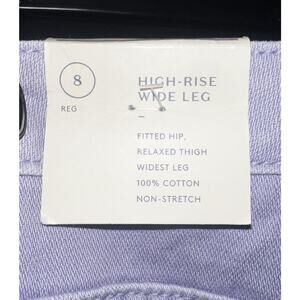 8
REG
HIGH-RISE
WIDE LEG
–
FITTED HIP,
RELAXED THIGH
WIDEST LEG
100% COTTON
NON-STRETCH